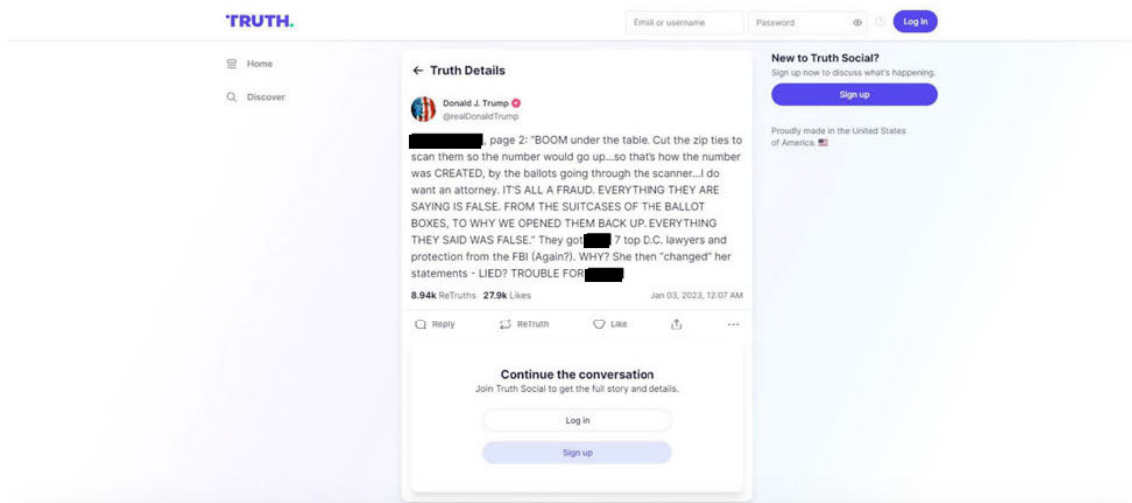 TRUTH.
Email or username
Password
Log in
Home
Discover
← Truth Details
Donald J. Trump
@realDonaldTrump
, page 2: "BOOM under the table. Cut the zip ties to
scan them so the number would go up...so that's how the number
was CREATED, by the ballots going through the scanner...I do
want an attorney. IT'S ALL A FRAUD. EVERYTHING THEY ARE
SAYING IS FALSE. FROM THE SUITCASES OF THE BALLOT
BOXES, TO WHY WE OPENED THEM BACK UP. EVERYTHING
THEY SAID WAS FALSE." They got 7 top D.C. lawyers and
protection from the FBI (Again?). WHY? She then "changed" her
statements - LIED? TROUBLE FOR
8.94k ReTruths 27.9k Likes
Jan 03, 2023, 12:07 AM
Reply
ReTruth
Like
...
Continue the conversation
Join Truth Social to get the full story and details.
Log in
Sign up
New to Truth Social?
Sign up now to discuss what's happening.
Sign up
Proudly made in the United States
of America.